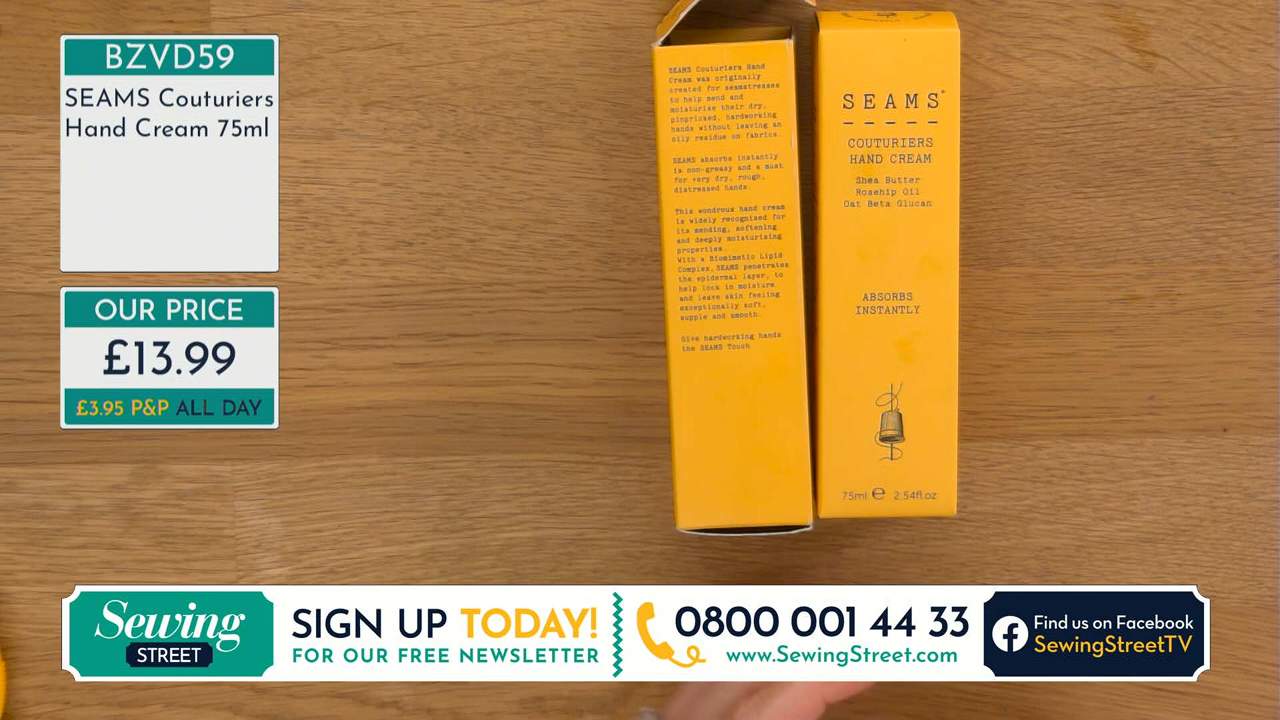 BZVD59
SEAMS Couturiers
Hand Cream 75ml
OUR PRICE
£13.99
£3.95 P&P ALL DAY
SEAMS Couturiers Hand
Cream was originally
created for seamstresses
to help mend and
moisturise their dry,
pinpricked, hardworking
hands without leaving an
oily residue on fabrics.
SEAMS absorbs instantly
is non-greasy and a must
for very dry, rough,
distressed hands.
This wondrous hand cream
is widely recognised for
its mending, softening
and deeply moisturising
properties.
With a Biomimetic Lipid
Complex, SEAMS penetrates
the epidermal layer, to
help lock in moisture
and leave skin feeling
exceptionally soft,
supple and smooth.
Give hardworking hands
the SEAMS Touch
SEAMS®
COUTURIERS
HAND CREAM
Shea Butter
Rosehip Oil
Oat Beta Glucan
ABSORBS
INSTANTLY
75ml e 2.54fl.oz
Sewing
STREET
SIGN UP TODAY!
FOR OUR FREE NEWSLETTER
0800 001 44 33
www.SewingStreet.com
Find us on Facebook
SewingStreetTV